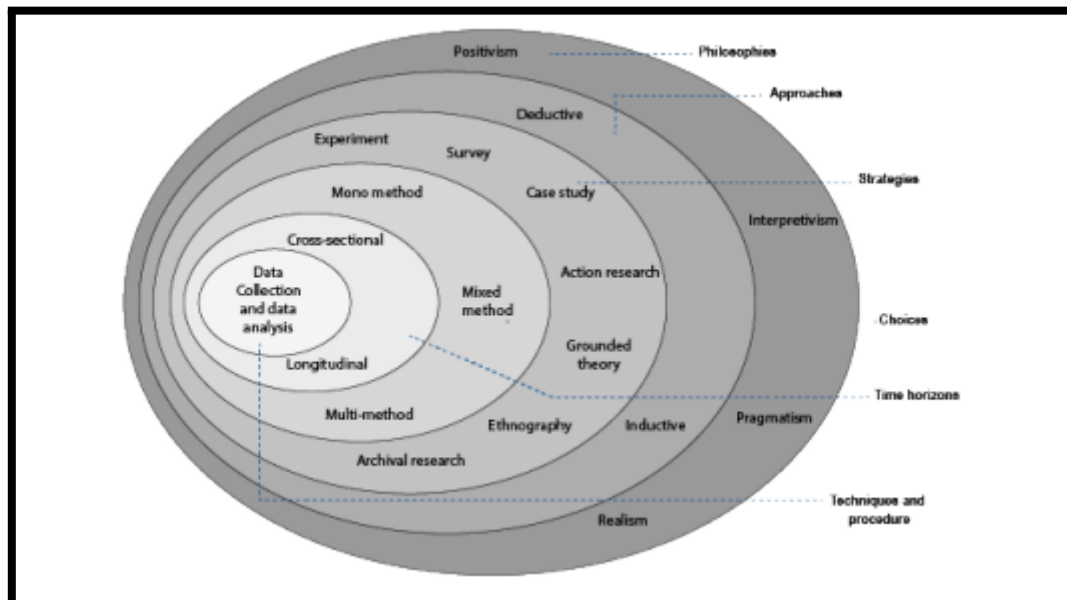 Positivism
Philosophies
Approaches
Deductive
Experiment
Survey
Strategies
Mono method
Case study
Interpretivism
Cross-sectional
Data
Collection
and data
analysis
Action research
Mixed
method
Choices
Grounded
theory
Longitudinal
Time horizons
Multi-method
Ethnography
Inductive
Pragmatism
Archival research
Techniques and
procedure
Realism